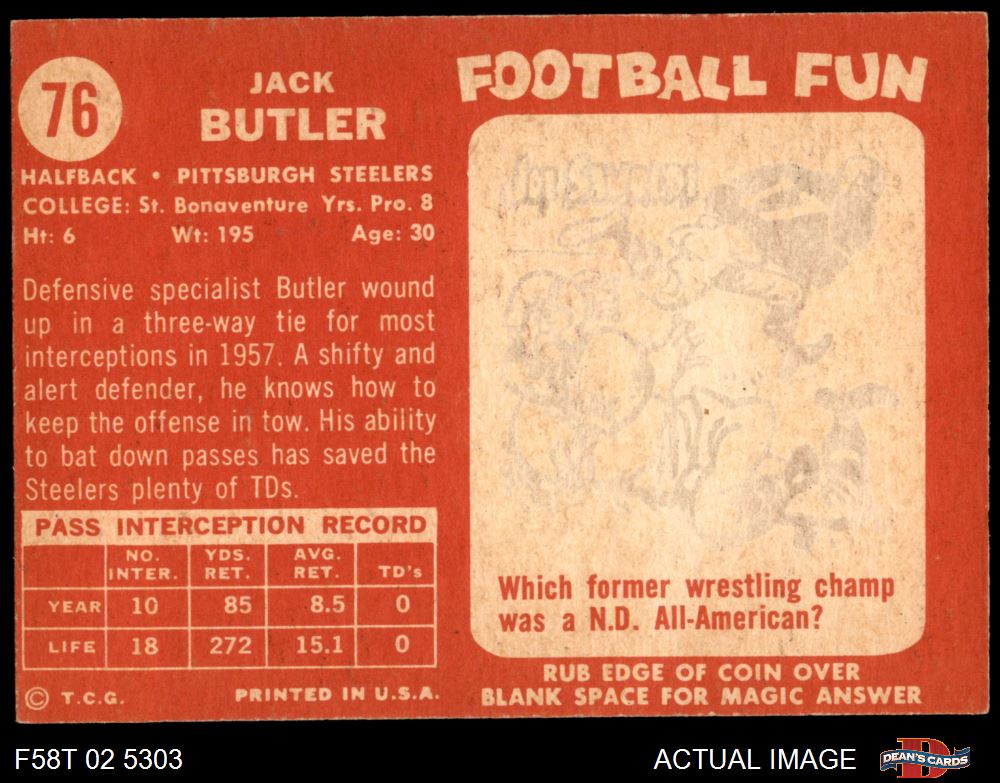 76
JACK
BUTLER
HALFBACK • PITTSBURGH STEELERS
COLLEGE: St. Bonaventure Yrs. Pro. 8
Ht: 6 Wt: 195 Age: 30
Defensive specialist Butler wound
up in a three-way tie for most
interceptions in 1957. A shifty and
alert defender, he knows how to
keep the offense in tow. His ability
to bat down passes has saved the
Steelers plenty of TDs.
PASS INTERCEPTION RECORD
NO. INTER. YDS. RET. AVG. RET. TD's
YEAR 10 85 8.5 0
LIFE 18 272 15.1 0
© T.C.G. PRINTED IN U.S.A.
FOOTBALL FUN
Which former wrestling champ
was a N.D. All-American?
RUB EDGE OF COIN OVER
BLANK SPACE FOR MAGIC ANSWER
F58T 02 5303
ACTUAL IMAGE
DEAN'S CARDS